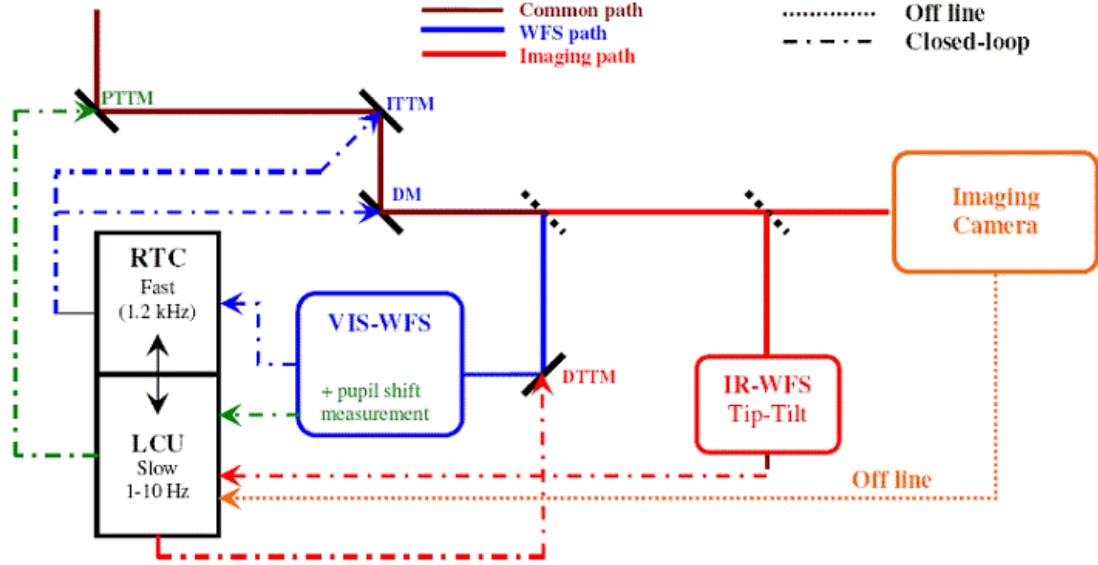 Common path
WFS path
Imaging path
Off line
Closed-loop
PTTM
ITTM
DM
Imaging
Camera
RTC
Fast
(1.2 kHz)
VIS-WFS
+ pupil shift
measurement
DTTM
IR-WFS
Tip-Tilt
LCU
Slow
1-10 Hz
Off line